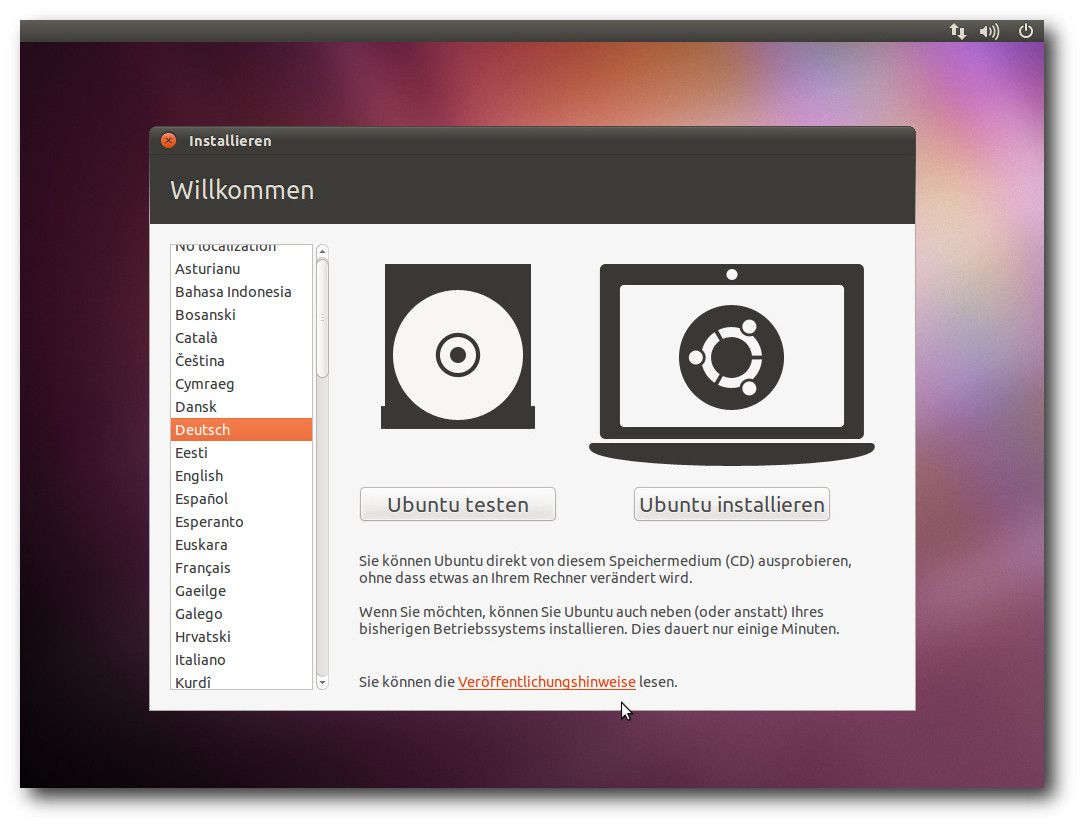 Installieren
Willkommen
No localization
Asturianu
Bahasa Indonesia
Bosanski
Català
Čeština
Cymraeg
Dansk
Deutsch
Eesti
English
Español
Esperanto
Euskara
Français
Gaeilge
Galego
Hrvatski
Italiano
Kurdî
Ubuntu testen
Ubuntu installieren
Sie können Ubuntu direkt von diesem Speichermedium (CD) ausprobieren,
ohne dass etwas an Ihrem Rechner verändert wird.
Wenn Sie möchten, können Sie Ubuntu auch neben (oder anstatt) Ihres
bisherigen Betriebssystems installieren. Dies dauert nur einige Minuten.
Sie können die Veröffentlichungshinweise lesen.